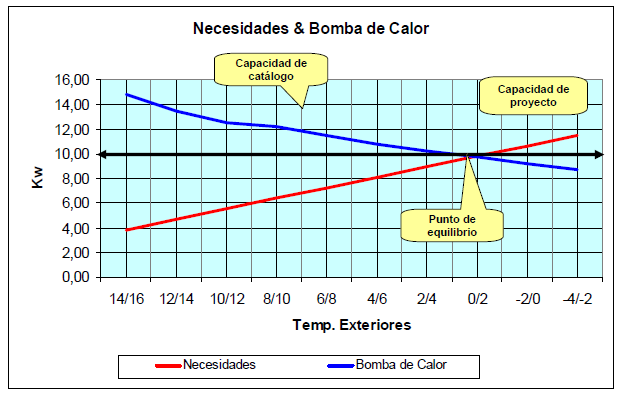 Necesidades & Bomba de Calor
Capacidad de
catálogo
Capacidad de
proyecto
16,00
14,00
12,00
10,00
8,00
6,00
4,00
2,00
0,00
Kw
Punto de
equilibrio
14/16 12/14 10/12 8/10 6/8 4/6 2/4 0/2 -2/0 -4/-2
Temp. Exteriores
Necesidades Bomba de Calor